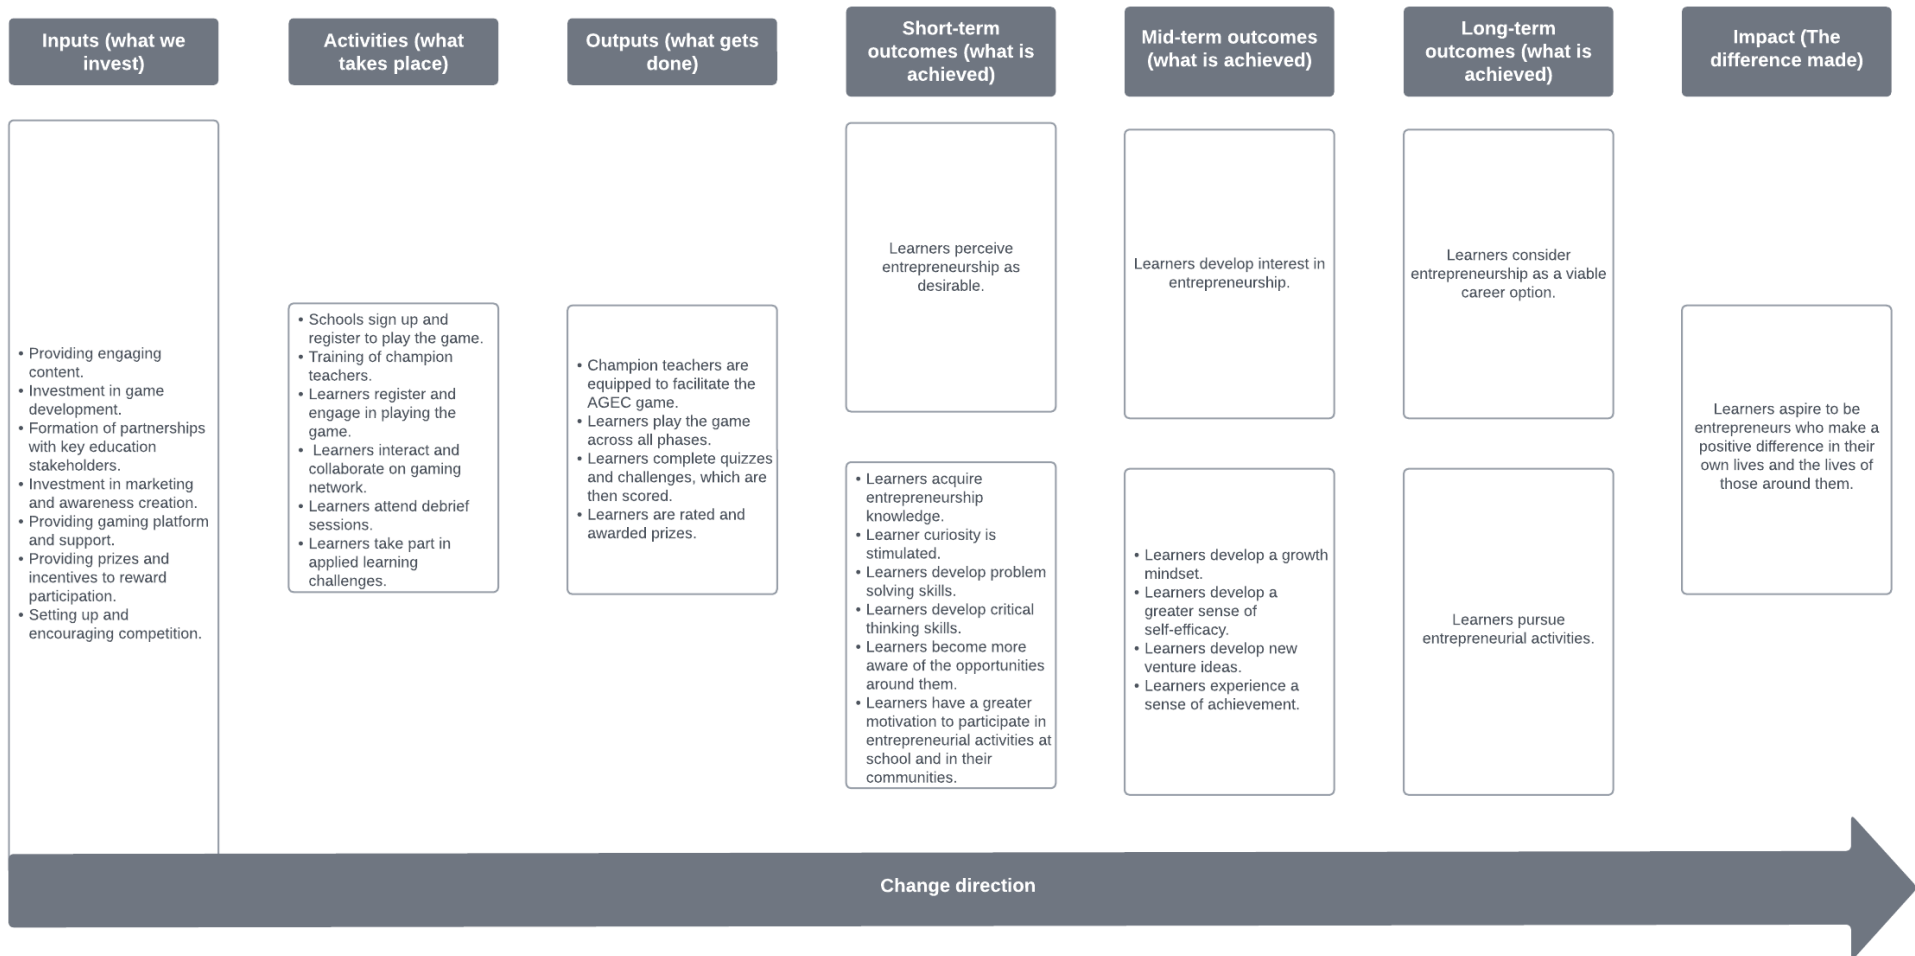 Inputs (what we
invest)
Activities (what
takes place)
Outputs (what gets
done)
Short-term
outcomes (what is
achieved)
Mid-term outcomes
(what is achieved)
Long-term
outcomes (what is
achieved)
Impact (The
difference made)
• Providing engaging
content.
• Investment in game
development.
• Formation of partnerships
with key education
stakeholders.
• Investment in marketing
and awareness creation.
• Providing gaming platform
and support.
• Providing prizes and
incentives to reward
participation.
• Setting up and
encouraging competition.
• Schools sign up and
register to play the game.
• Training of champion
teachers.
• Learners register and
engage in playing the
game.
• Learners interact and
collaborate on gaming
network.
• Learners attend debrief
sessions.
• Learners take part in
applied learning
challenges.
• Champion teachers are
equipped to facilitate the
AGEC game.
• Learners play the game
across all phases.
• Learners complete quizzes
and challenges, which are
then scored.
• Learners are rated and
awarded prizes.
Learners perceive
entrepreneurship as
desirable.
• Learners acquire
entrepreneurship
knowledge.
• Learner curiosity is
stimulated.
• Learners develop problem
solving skills.
• Learners develop critical
thinking skills.
• Learners become more
aware of the opportunities
around them.
• Learners have a greater
motivation to participate in
entrepreneurial activities at
school and in their
communities.
Learners develop interest in
entrepreneurship.
• Learners develop a growth
mindset.
• Learners develop a
greater sense of
self-efficacy.
• Learners develop new
venture ideas.
• Learners experience a
sense of achievement.
Learners consider
entrepreneurship as a viable
career option.
Learners pursue
entrepreneurial activities.
Learners aspire to be
entrepreneurs who make a
positive difference in their
own lives and the lives of
those around them.
Change direction